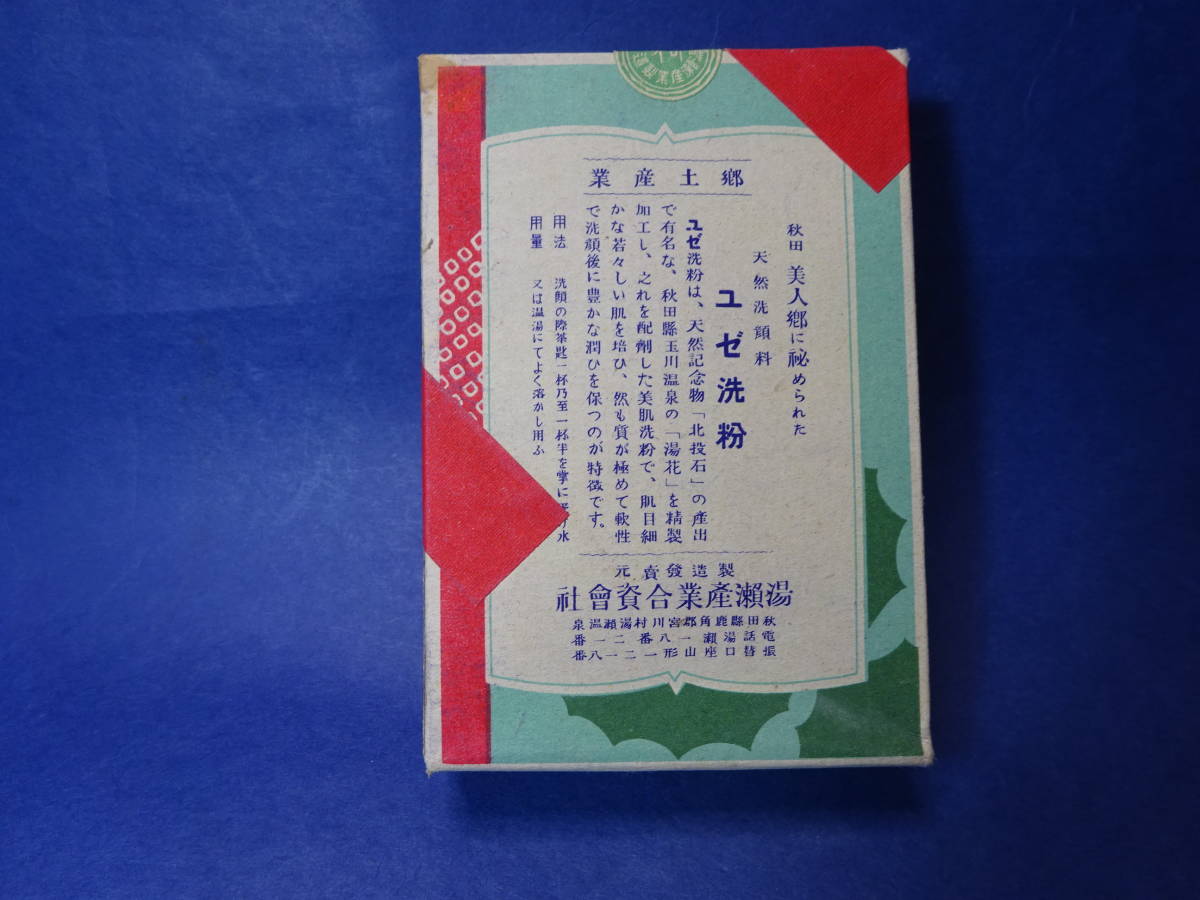 郷土産業
秋田 美人郷に祕められた
天然洗顔料
ユゼ洗粉
ユゼ洗粉は、天然記念物「北投石」の産出
で有名な、秋田縣玉川温泉の「湯花」を精製
加工し、之れを配劑した美肌洗粉で、肌目細
かな若々しい肌を培ひ、然も質が極めて軟性
で洗顔後に豊かな潤ひを保つのが特徴です。
用法 洗顔の際茶匙一杯乃至一杯半を掌に 水
用量 又は温湯にてよく溶かし用ふ
製造發賣元
湯瀨產業合資會社
秋田縣鹿角郡宮川村湯瀬温泉
電話湯瀬一八番 二一番
振替口座山形一二一八番